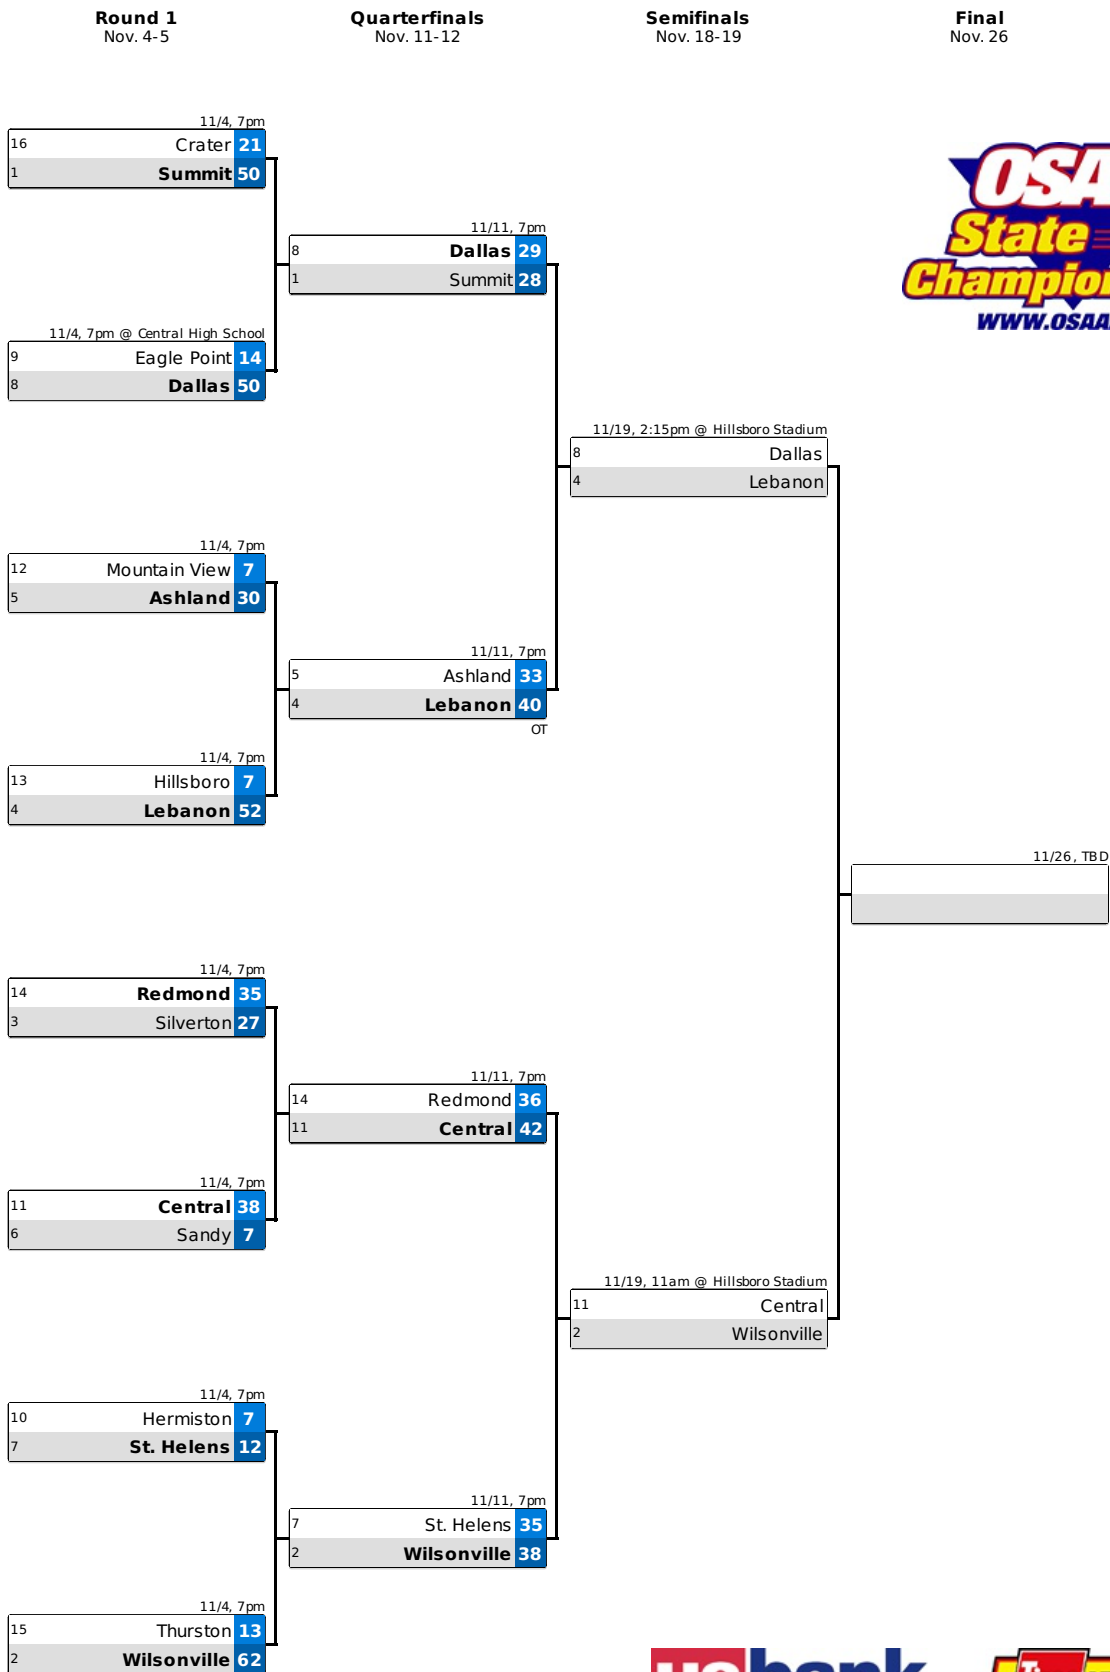 Round 1
Nov. 4-5
Quarterfinals
Nov. 11-12
Semifinals
Nov. 18-19
Final
Nov. 26
11/4, 7pm
16 Crater 21
1 Summit 50
OSA
State
Champion
WWW.OSAA
11/11, 7pm
8 Dallas 29
1 Summit 28
11/4, 7pm @ Central High School
9 Eagle Point 14
8 Dallas 50
11/19, 2:15pm @ Hillsboro Stadium
8 Dallas
4 Lebanon
11/4, 7pm
12 Mountain View 7
5 Ashland 30
11/11, 7pm
5 Ashland 33
4 Lebanon 40
OT
11/4, 7pm
13 Hillsboro 7
4 Lebanon 52
11/26, TBD
11/4, 7pm
14 Redmond 35
3 Silverton 27
11/11, 7pm
14 Redmond 36
11 Central 42
11/4, 7pm
11 Central 38
6 Sandy 7
11/19, 11am @ Hillsboro Stadium
11 Central
2 Wilsonville
11/4, 7pm
10 Hermiston 7
7 St. Helens 12
11/11, 7pm
7 St. Helens 35
2 Wilsonville 38
11/4, 7pm
15 Thurston 13
2 Wilsonville 62
usbank